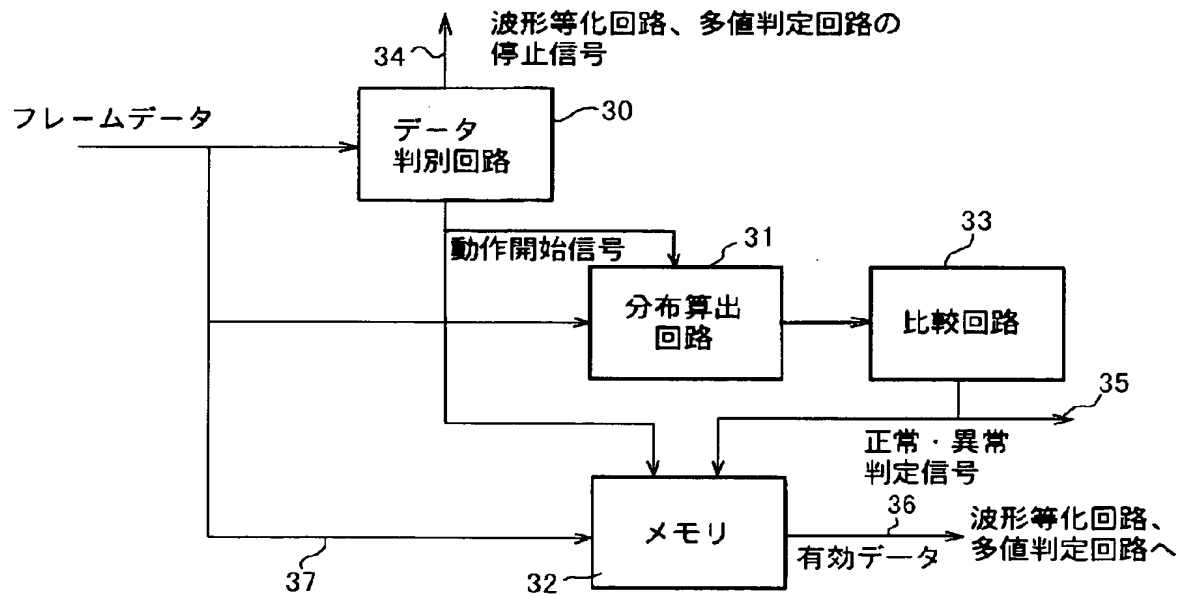 波形等化回路、多値判定回路の
停止信号
34
フレームデータ
データ
判別回路
30
動作開始信号
31
33
分布算出
回路
比較回路
35
正常・異常
判定信号
メモリ
36
波形等化回路、
多値判定回路へ
有効データ
37
32